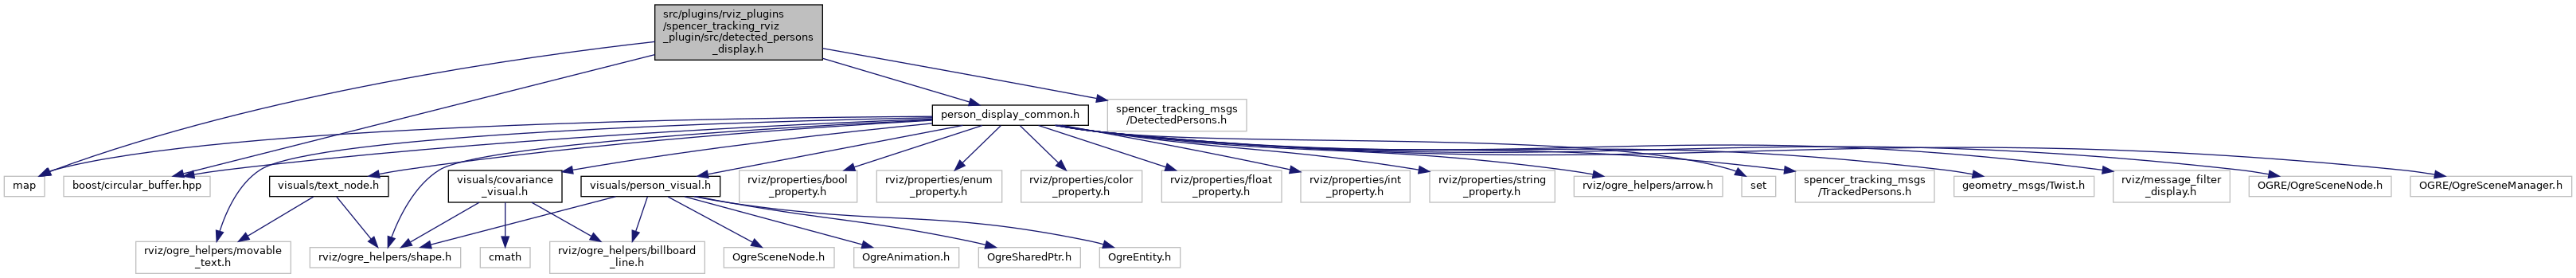 src/plugins/rviz_plugins
/spencer_tracking_rviz
_plugin/src/detected_persons
_display.h
person_display_common.h
spencer_tracking_msgs
/DetectedPersons.h
map
boost/circular_buffer.hpp
visuals/text_node.h
visuals/covariance
_visual.h
visuals/person_visual.h
rviz/properties/bool
_property.h
rviz/properties/enum
_property.h
rviz/properties/color
_property.h
rviz/properties/float
_property.h
rviz/properties/int
_property.h
rviz/properties/string
_property.h
rviz/ogre_helpers/arrow.h
set
spencer_tracking_msgs
/TrackedPersons.h
geometry_msgs/Twist.h
rviz/message_filter
_display.h
OGRE/OgreSceneNode.h
OGRE/OgreSceneManager.h
rviz/ogre_helpers/movable
_text.h
rviz/ogre_helpers/shape.h
cmath
rviz/ogre_helpers/billboard
_line.h
OgreSceneNode.h
OgreAnimation.h
OgreSharedPtr.h
OgreEntity.h